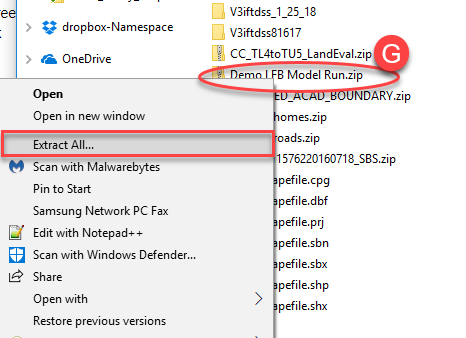 ree
dropbox-Namespace
OneDrive
V3iftdss_1_25_18
V3iftdss81617
CC_TL4toTU5_LandEval.zip
G
Demo LFB Model Run.zip
ED_ACAD_BOUNDARY.zip
homes.zip
roads.zip
1576220160718_SBS.zip
apefile.cpg
apefile.dbf
apefile.prj
apefile.sbn
apefile.sbx
apefile.shp
apefile.shx
Open
Open in new window
Extract All...
Scan with Malwarebytes
Pin to Start
Samsung Network PC Fax
Edit with Notepad++
Scan with Windows Defender...
Share
Open with
Restore previous versions